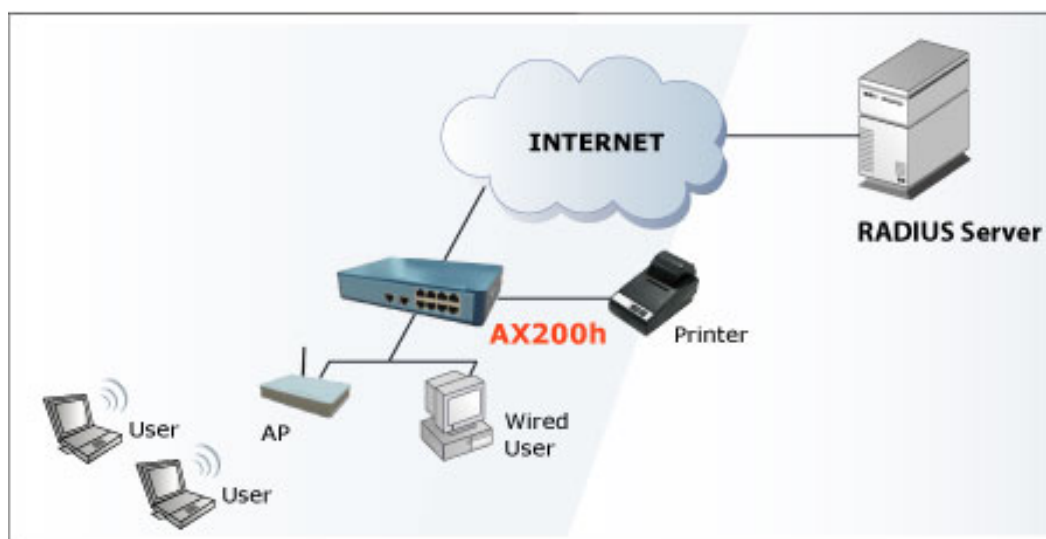 INTERNET
RADIUS Server
AX200h
Printer
User
AP
Wired
User
User